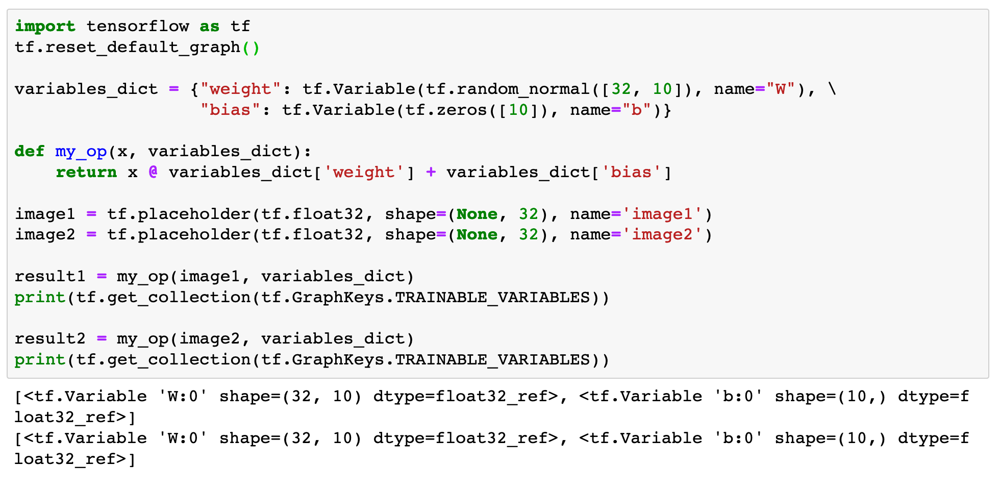 import tensorflow as tf
tf.reset_default_graph()
variables_dict = {"weight": tf.Variable(tf.random_normal([32, 10]), name="W"), \
                  "bias": tf.Variable(tf.zeros([10]), name="b")}
def my_op(x, variables_dict):
    return x @ variables_dict['weight'] + variables_dict['bias']
image1 = tf.placeholder(tf.float32, shape=(None, 32), name='image1')
image2 = tf.placeholder(tf.float32, shape=(None, 32), name='image2')
result1 = my_op(image1, variables_dict)
print(tf.get_collection(tf.GraphKeys.TRAINABLE_VARIABLES))
result2 = my_op(image2, variables_dict)
print(tf.get_collection(tf.GraphKeys.TRAINABLE_VARIABLES))
[<tf.Variable 'W:0' shape=(32, 10) dtype=float32_ref>, <tf.Variable 'b:0' shape=(10,) dtype=f
loat32_ref>]
[<tf.Variable 'W:0' shape=(32, 10) dtype=float32_ref>, <tf.Variable 'b:0' shape=(10,) dtype=f
loat32_ref>]